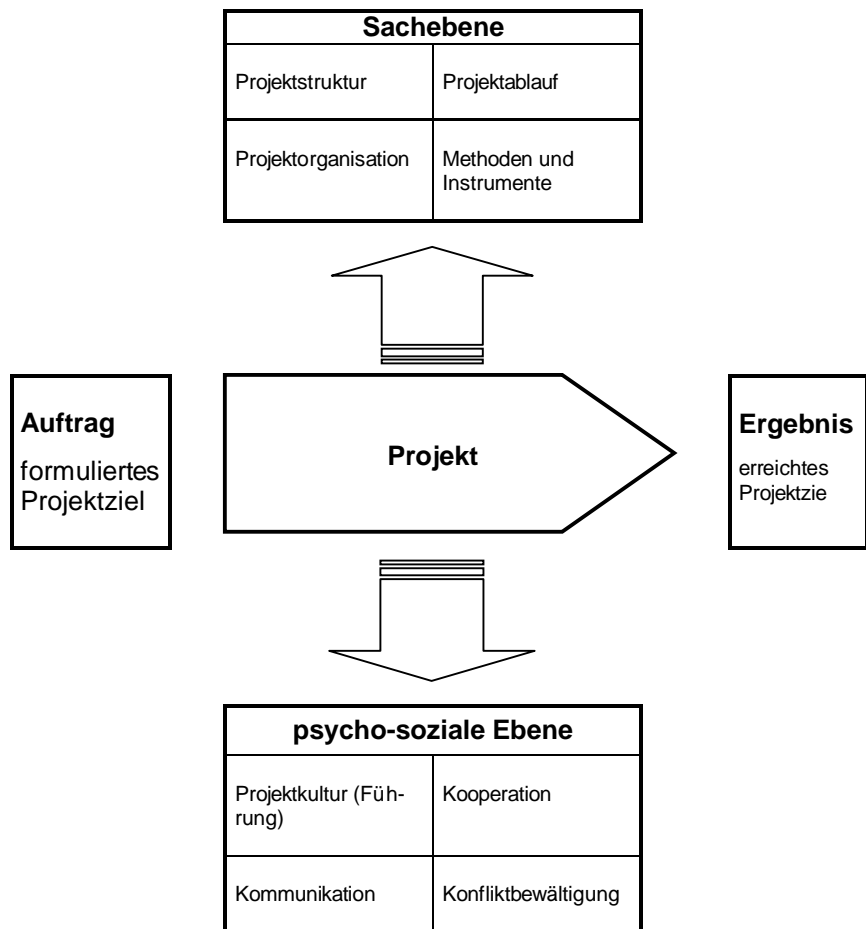 Sachebene
Projektstruktur
Projektablauf
Projektorganisation
Methoden und
Instrumente
Auftrag
formuliertes
Projektziel
Projekt
Ergebnis
erreichtes
Projektzie
psycho-soziale Ebene
Projektkultur (Füh-
rung)
Kooperation
Kommunikation
Konfliktbewältigung